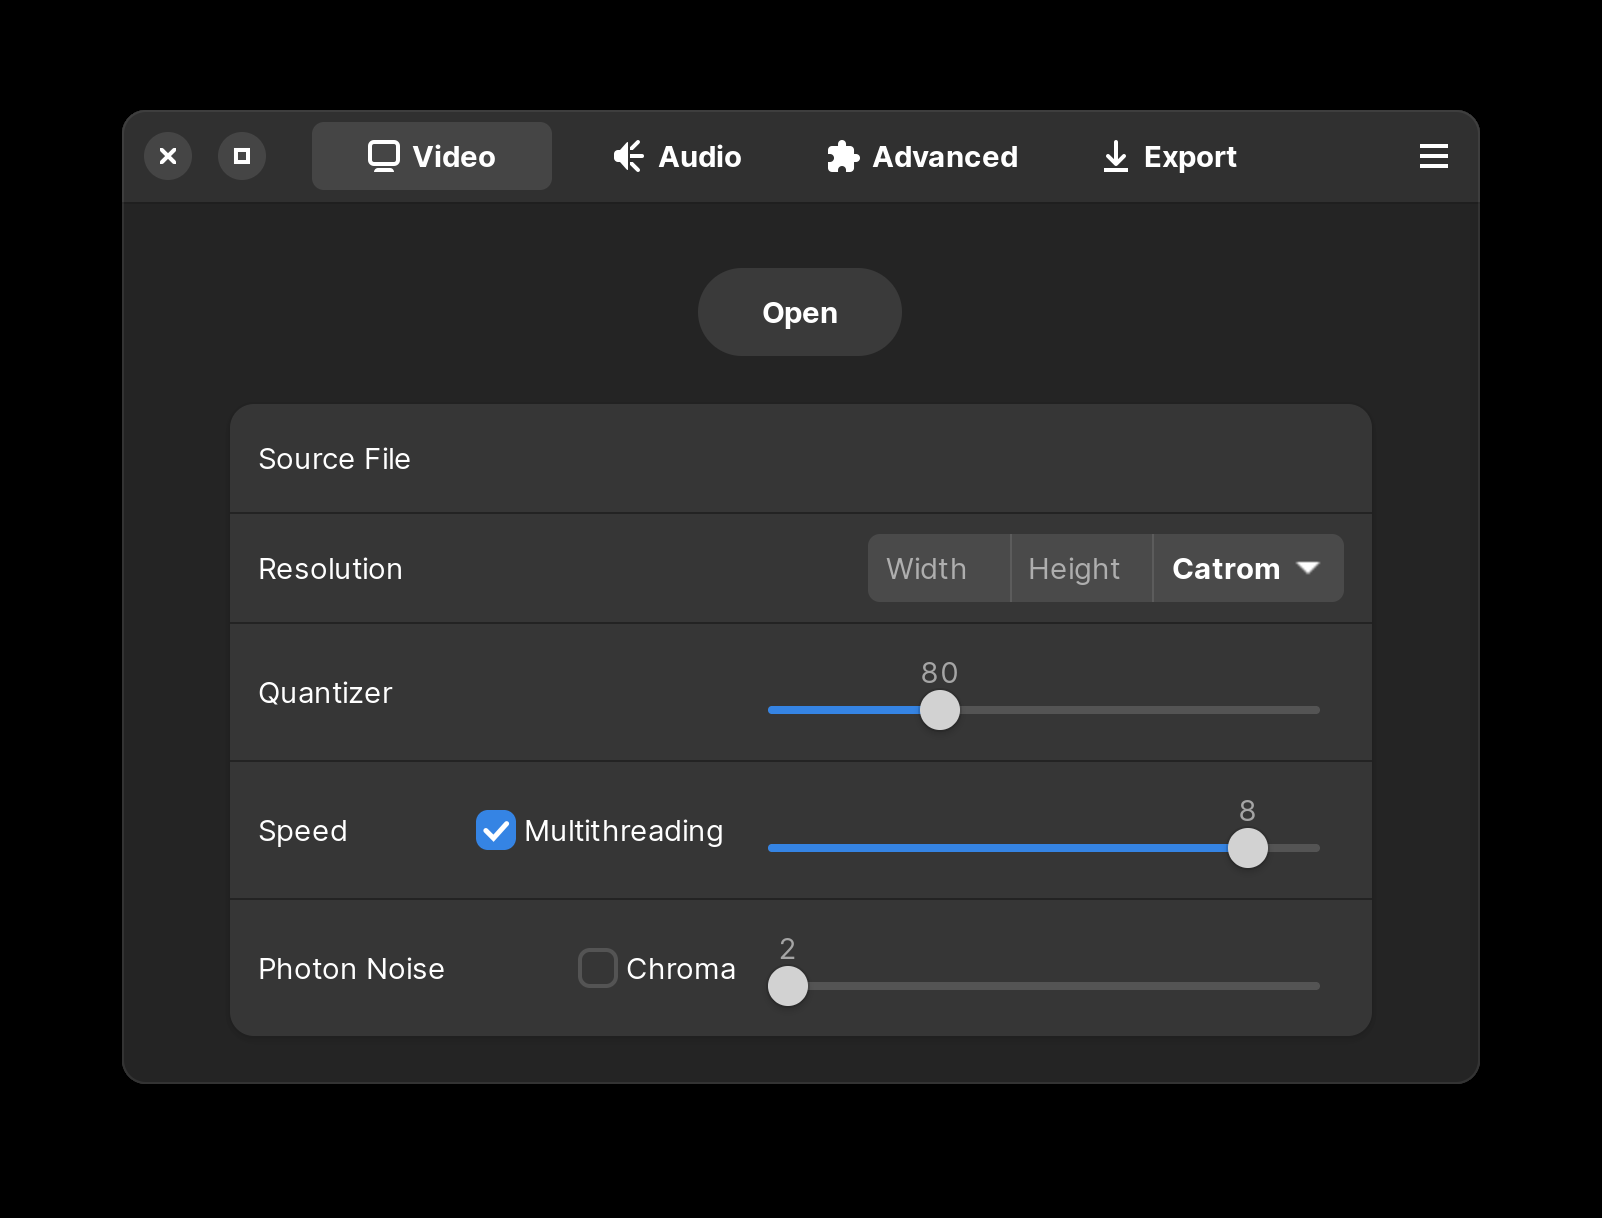 Video Audio Advanced Export
Open
Source File
Resolution Width Height Catrom
80
Quantizer
8
Speed Multithreading
2
Photon Noise Chroma